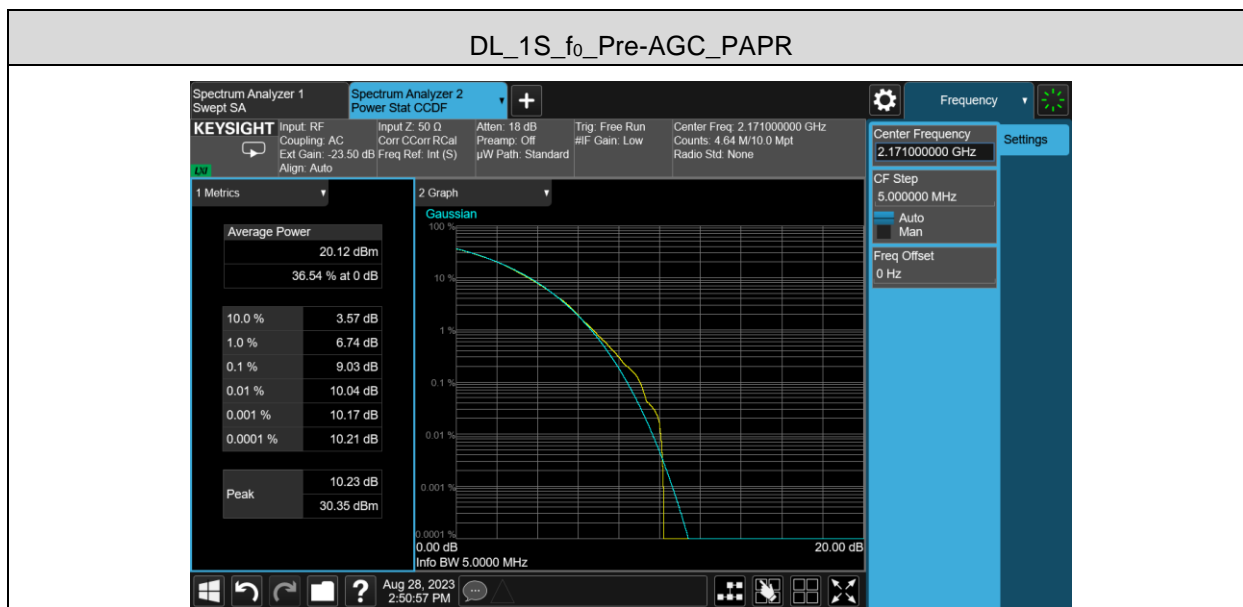 DL_1S_f0_Pre-AGC_PAPR
Spectrum Analyzer 1
Swept SA
Spectrum Analyzer 2
Power Stat CCDF
Frequency
KEYSIGHT
LXI
Input: RF
Coupling: AC
Ext Gain: -23.50 dB
Align: Auto
Input Z: 50 Ω
Corr CCorr RCal
Freq Ref: Int (S)
Atten: 18 dB
Preamp: Off
µW Path: Standard
Trig: Free Run
#IF Gain: Low
Center Freq: 2.171000000 GHz
Counts: 4.64 M/10.0 Mpt
Radio Std: None
Center Frequency
2.171000000 GHz
Settings
CF Step
5.000000 MHz
Auto
Man
Freq Offset
0 Hz
1 Metrics
Average Power
20.12 dBm
36.54 % at 0 dB
10.0 % 3.57 dB
1.0 % 6.74 dB
0.1 % 9.03 dB
0.01 % 10.04 dB
0.001 % 10.17 dB
0.0001 % 10.21 dB
Peak
10.23 dB
30.35 dBm
2 Graph
Gaussian
100 %
10 %
1 %
0.1 %
0.01 %
0.001 %
0.0001 %
0.00 dB 20.00 dB
Info BW 5.0000 MHz
?
Aug 28, 2023
2:50:57 PM